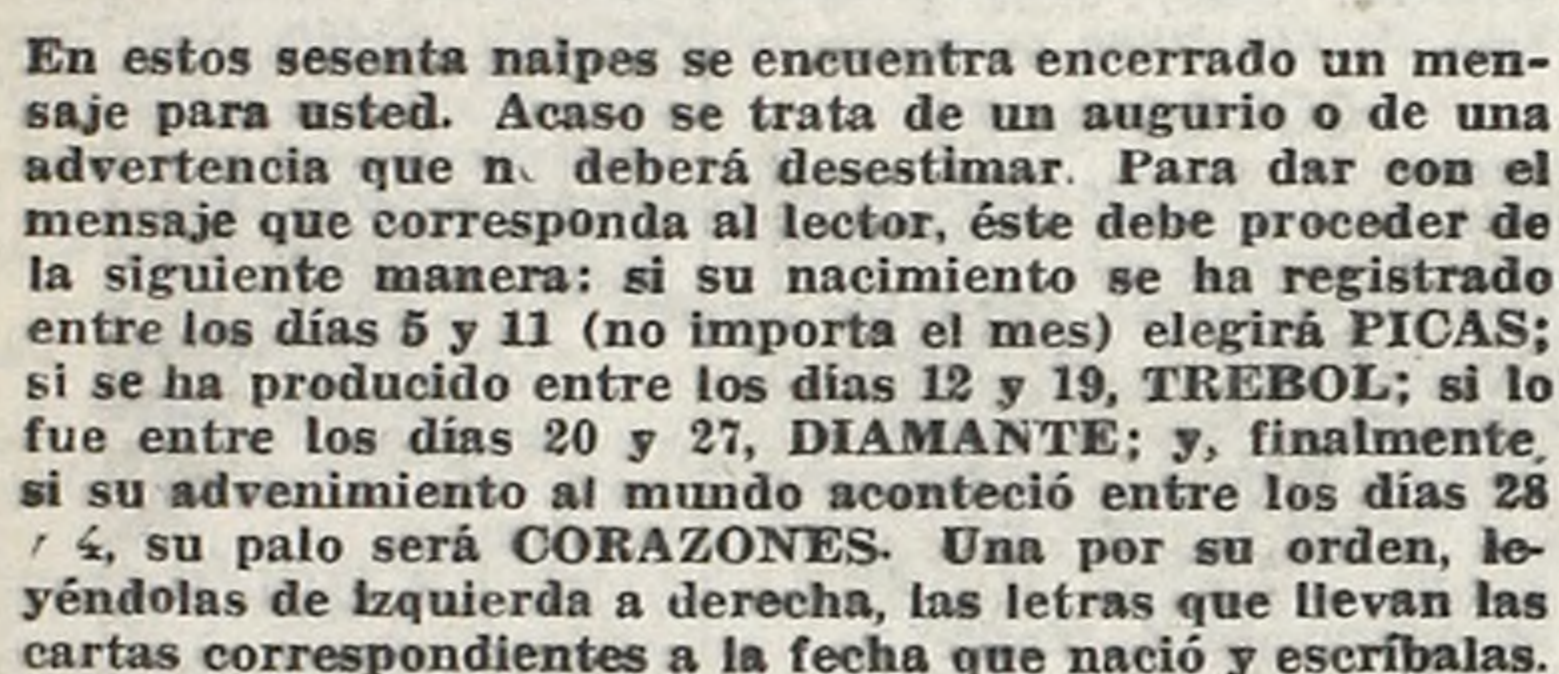 En estos sesenta naipes se encuentra encerrado un men-
saje para usted. Acaso se trata de un augurio o de una
advertencia que deberá desestimar. Para dar con el
mensaje que corresponda al lector, éste debe proceder de
la siguiente manera: si su nacimiento se ha registrado
entre los días 5 y 11 (no importa el mes) elegirá PICAS;
si se ha producido entre los días 12 y 19, TREBOL; si lo
fue entre los días 20 y 27, DIAMANTE; y, finalmente,
si su advenimiento al mundo aconteció entre los días 28
4, su palo será CORAZONES. Una por su orden, le-
yéndolas de izquierda a derecha, las letras que llevan las
cartas correspondientes a la fecha que nació y escríbalas.